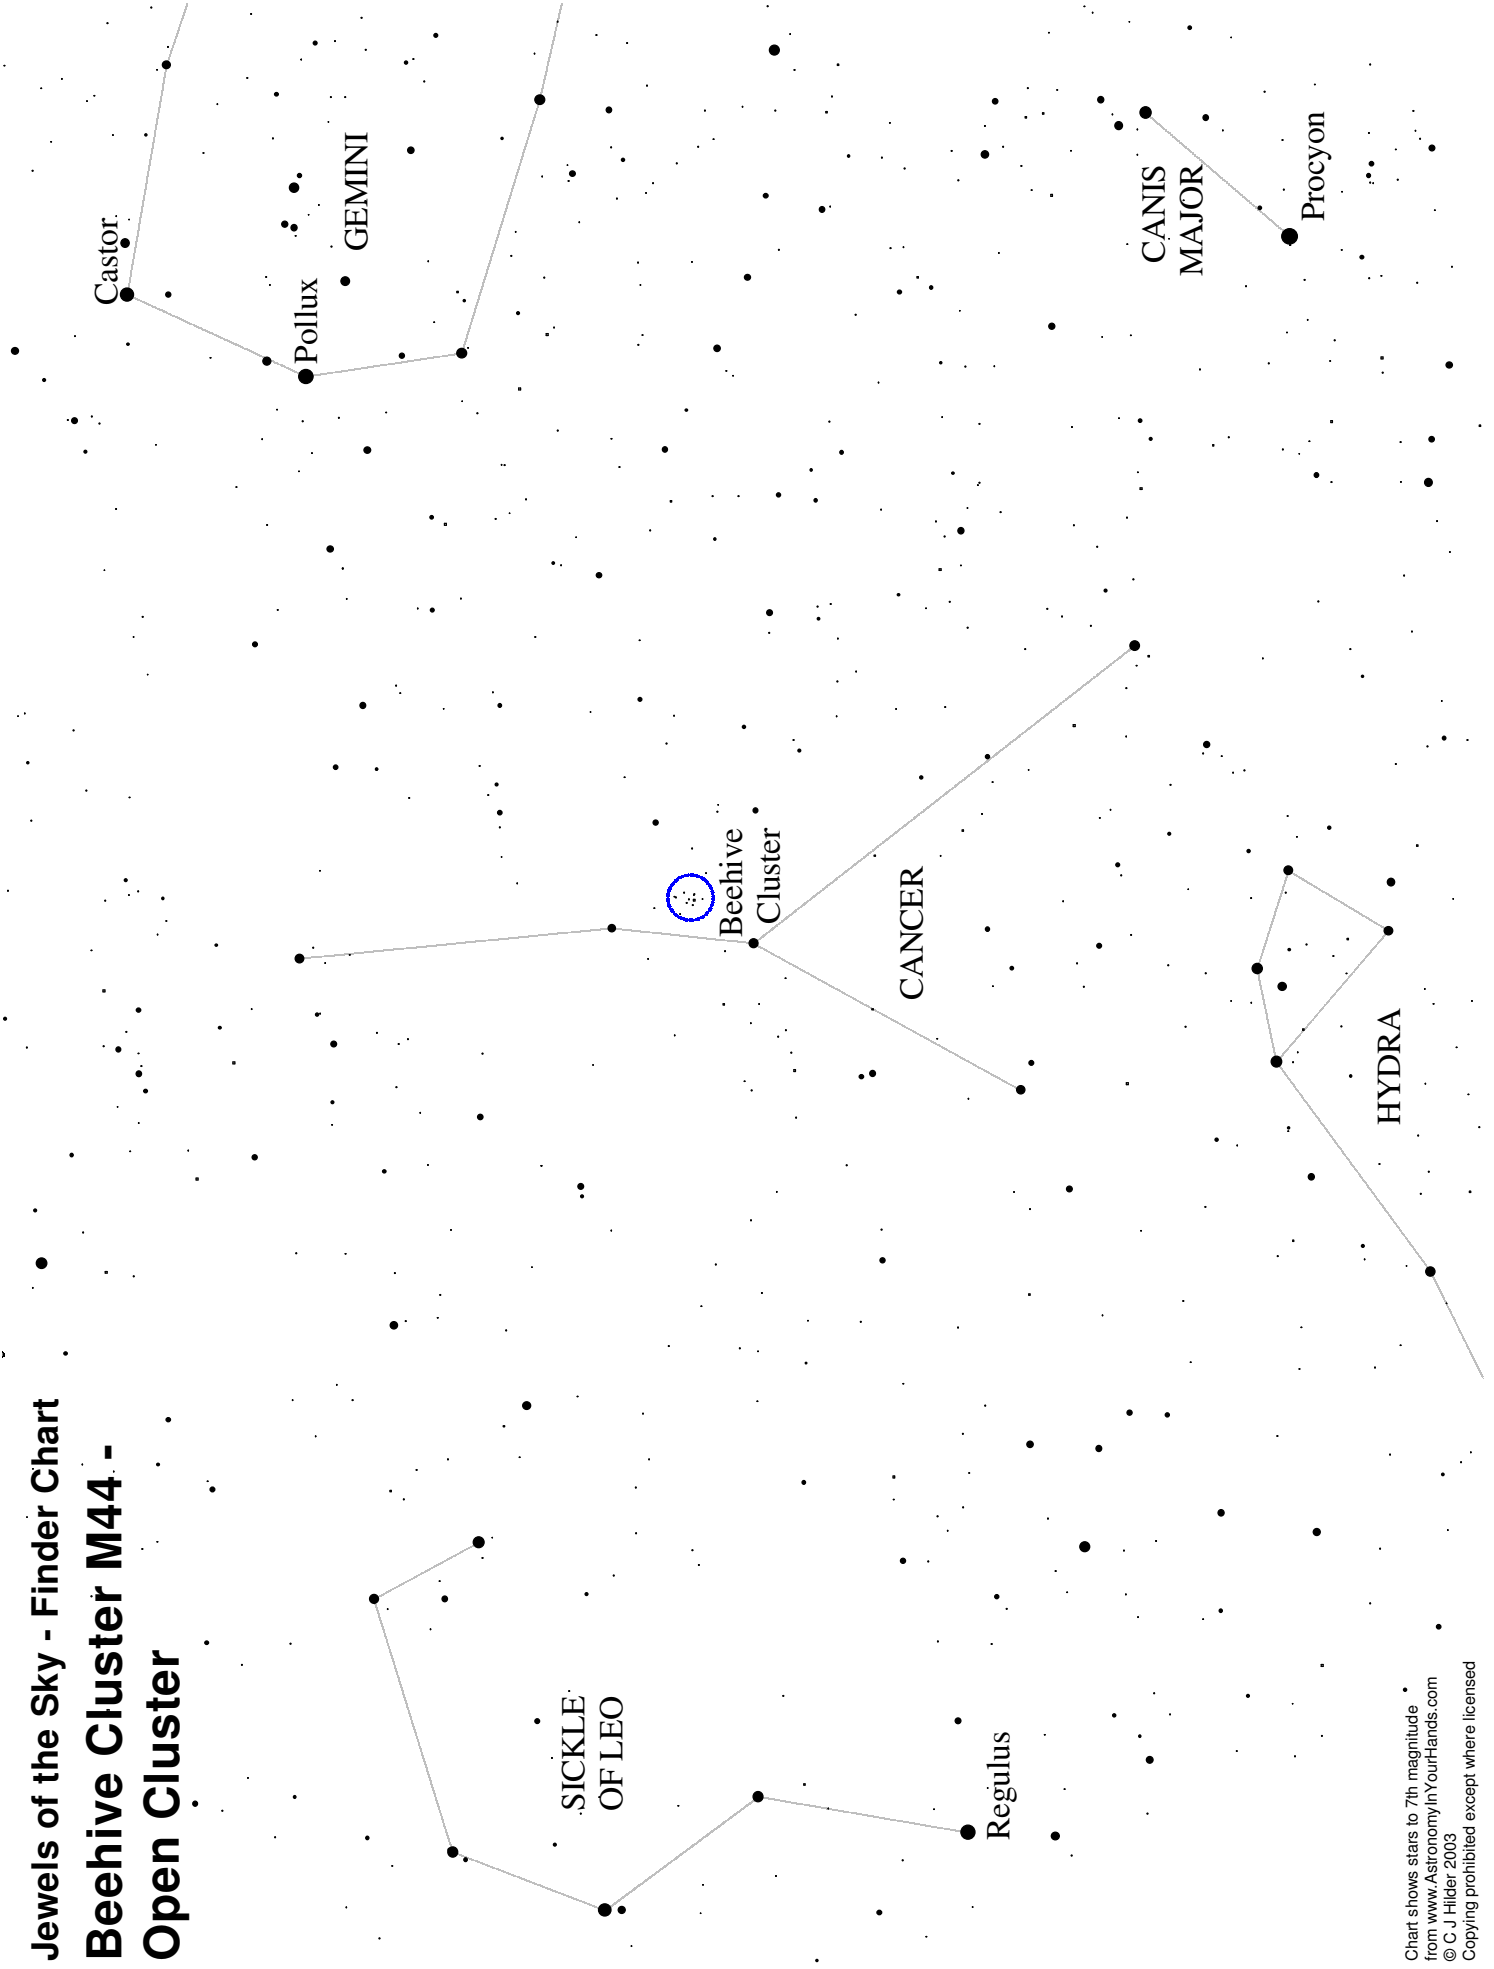 Jewels of the Sky - Finder Chart
Beehive Cluster M44 -
Open Cluster
Castor
Pollux
GEMINI
CANIS
MAJOR
Procyon
Beehive
Cluster
CANCER
HYDRA
SICKLE
OF LEO
Regulus
Chart shows stars to 7th magnitude
from www.AstronomyInYourHands.com
© C J Hilder 2003
Copying prohibited except where licensed